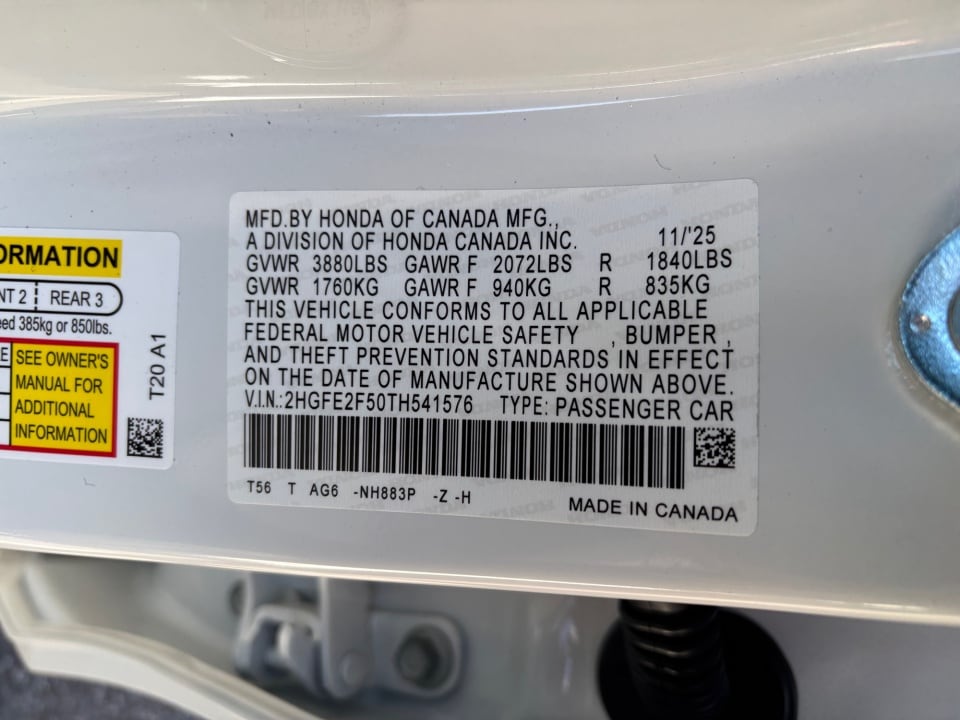 ORMATION
NT 2 REAR 3
eed 385kg or 850lbs.
E SEE OWNER'S
MANUAL FOR
ADDITIONAL
INFORMATION
T20 A1
MFD.BY HONDA OF CANADA MFG.,
A DIVISION OF HONDA CANADA INC. 11/'25
GVWR 3880LBS GAWR F 2072LBS R 1840LBS
GVWR 1760KG GAWR F 940KG R 835KG
THIS VEHICLE CONFORMS TO ALL APPLICABLE
FEDERAL MOTOR VEHICLE SAFETY , BUMPER ,
AND THEFT PREVENTION STANDARDS IN EFFECT
ON THE DATE OF MANUFACTURE SHOWN ABOVE.
V.I.N.:2HGFE2F50TH541576 TYPE: PASSENGER CAR
T56 T AG6 -NH883P -Z -H
MADE IN CANADA